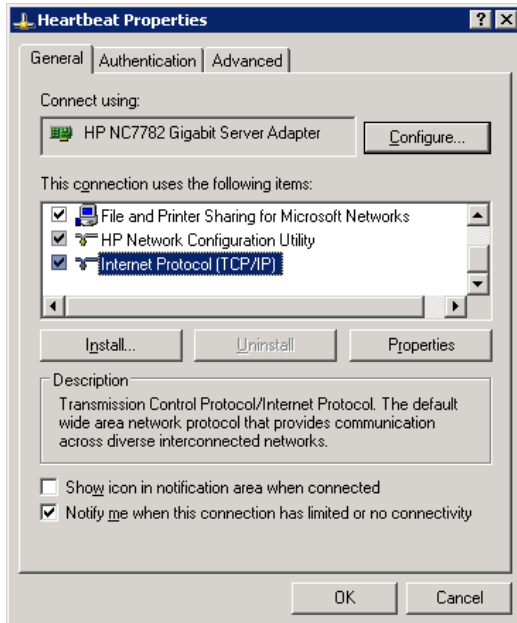 Heartbeat Properties
General
Authentication
Advanced
Connect using:
HP NC7782 Gigabit Server Adapter
Configure...
This connection uses the following items:
File and Printer Sharing for Microsoft Networks
HP Network Configuration Utility
Internet Protocol (TCP/IP)
Install...
Uninstall
Properties
Description
Transmission Control Protocol/Internet Protocol. The default
wide area network protocol that provides communication
across diverse interconnected networks.
Show icon in notification area when connected
Notify me when this connection has limited or no connectivity
OK
Cancel